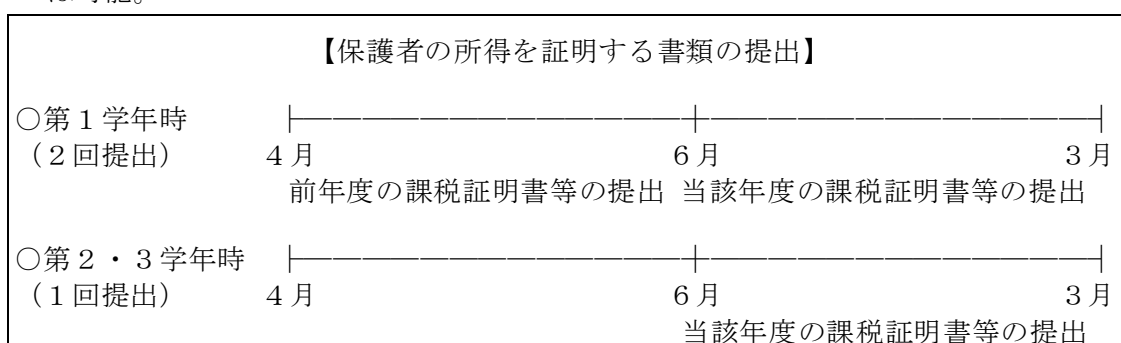 【保護者の所得を証明する書類の提出】
○第１学年時
（２回提出）　４月　６月　３月
前年度の課税証明書等の提出　当該年度の課税証明書等の提出
○第２・３学年時
（１回提出）　４月　６月　３月
当該年度の課税証明書等の提出